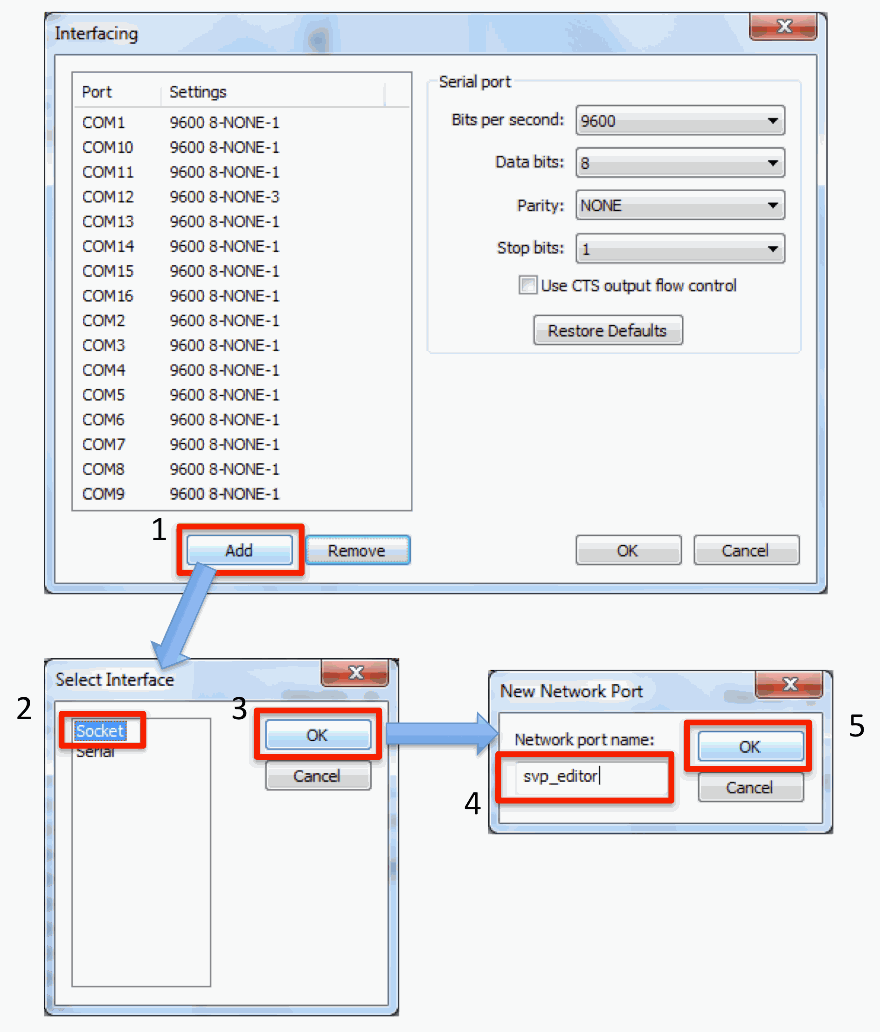 Interfacing
Port Settings
COM1 9600 8-NONE-1
COM10 9600 8-NONE-1
COM11 9600 8-NONE-1
COM12 9600 8-NONE-3
COM13 9600 8-NONE-1
COM14 9600 8-NONE-1
COM15 9600 8-NONE-1
COM16 9600 8-NONE-1
COM2 9600 8-NONE-1
COM3 9600 8-NONE-1
COM4 9600 8-NONE-1
COM5 9600 8-NONE-1
COM6 9600 8-NONE-1
COM7 9600 8-NONE-1
COM8 9600 8-NONE-1
COM9 9600 8-NONE-1
Serial port
Bits per second: 9600
Data bits: 8
Parity: NONE
Stop bits: 1
Use CTS output flow control
Restore Defaults
1
Add Remove OK Cancel
Select Interface
2
Socket
Serial
3
OK
Cancel
New Network Port
Network port name:
4
svp_editor
5
OK
Cancel